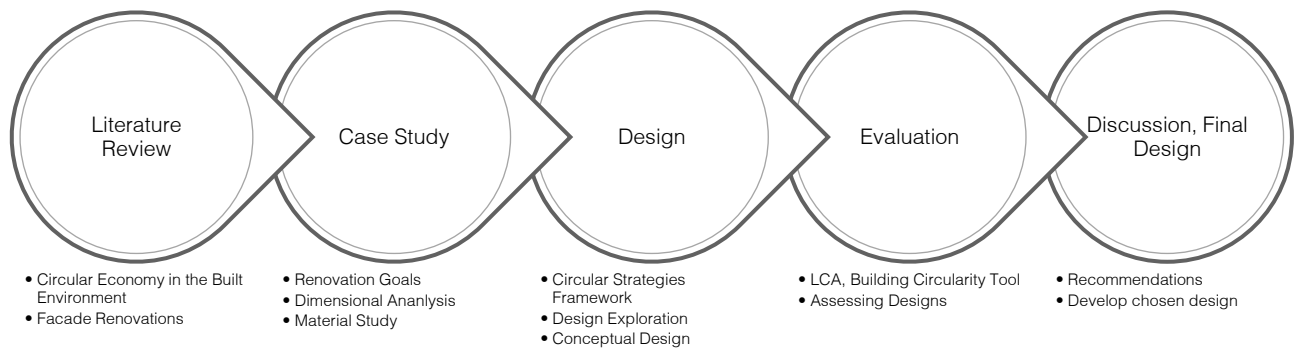 Literature
Review
Case Study
Design
Evaluation
Discussion, Final
Design
• Circular Economy in the Built
Environment
• Facade Renovations
• Renovation Goals
• Dimensional Ananlysis
• Material Study
• Circular Strategies
Framework
• Design Exploration
• Conceptual Design
• LCA, Building Circularity Tool
• Assessing Designs
• Recommendations
• Develop chosen design